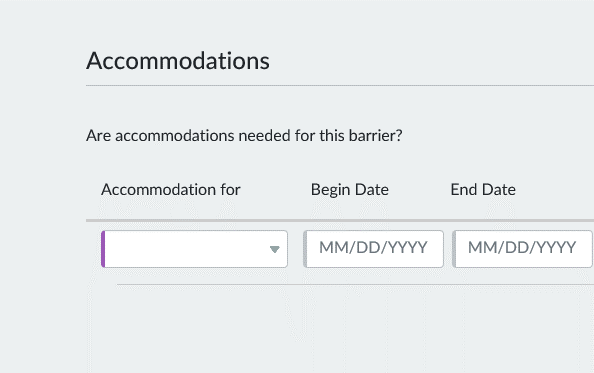 Accommodations
Are accommodations needed for this barrier?
Accommodation for Begin Date End Date
MM/DD/YYYY MM/DD/YYYY